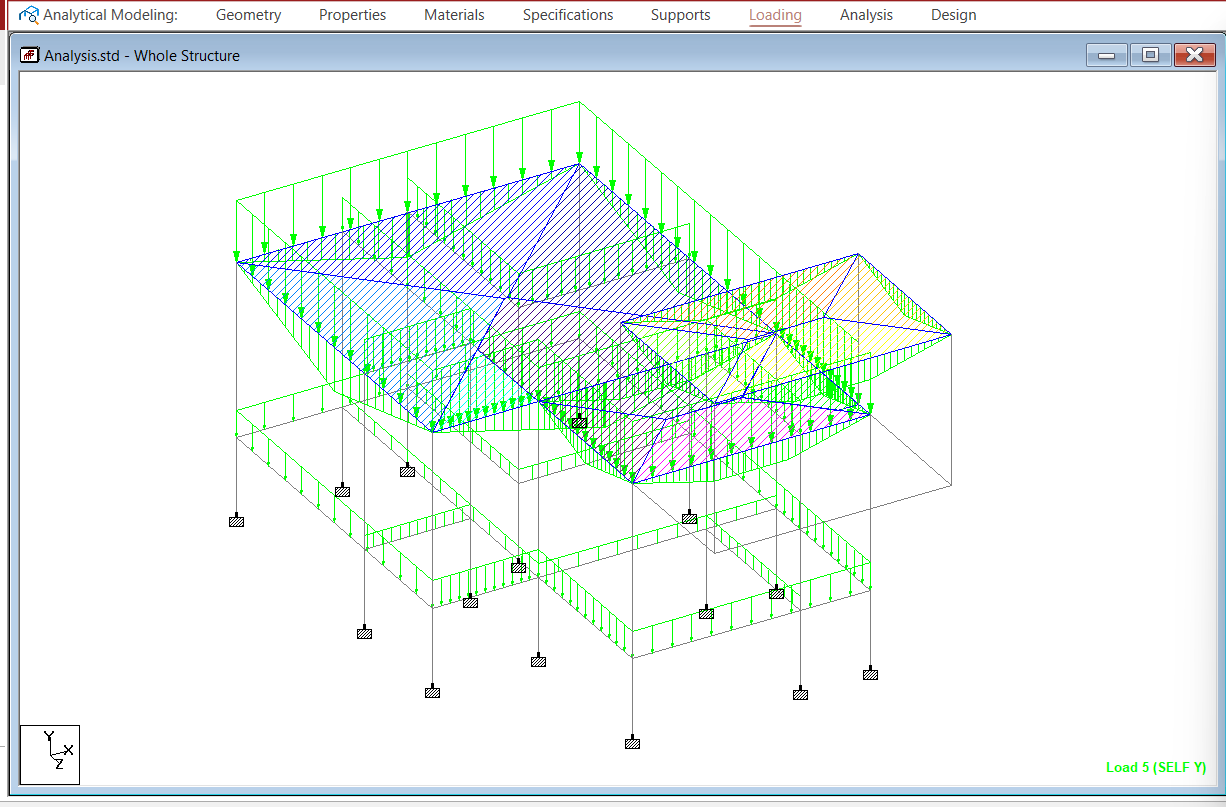 Analytical Modeling: Geometry Properties Materials Specifications Supports Loading Analysis Design
Analysis.std - Whole Structure
Y
X
Z
Load 5 (SELF Y)